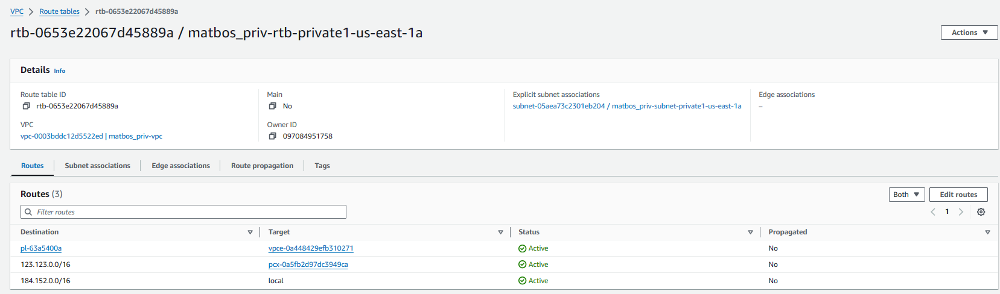 VPC > Route tables > rtb-0653e22067d45889a
rtb-0653e22067d45889a / matbos_priv-rtb-private1-us-east-1a
Actions
Details Info
Route table ID
rtb-0653e22067d45889a
VPC
vpc-0003bddc12d5522ed | matbos_priv-vpc
Main
No
Owner ID
097084951758
Explicit subnet associations
subnet-05aea73c2301eb204 / matbos_priv-subnet-private1-us-east-1a
Edge associations
–
Routes Subnet associations Edge associations Route propagation Tags
Routes (3)
Both Edit routes
Filter routes
1
Destination Target Status Propagated
pl-63a5400a vpce-0a448429efb310271 Active No
123.123.0.0/16 pcx-0a5fb2d97dc3949ca Active No
184.152.0.0/16 local Active No